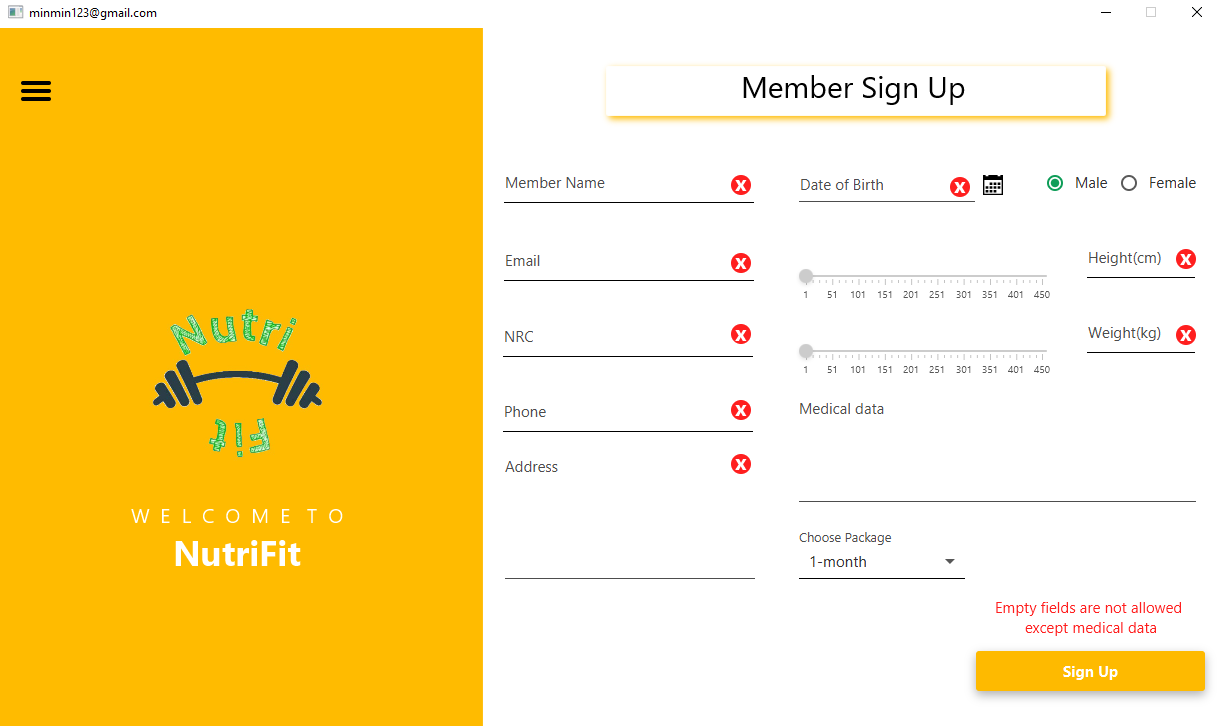 minmin123@gmail.com
Nutri
Fit
W E L C O M E T O
NutriFit
Member Sign Up
Member Name
Date of Birth
Male
Female
Email
Height(cm)
1 51 101 151 201 251 301 351 401 450
NRC
Weight(kg)
1 51 101 151 201 251 301 351 401 450
Phone
Medical data
Address
Choose Package
1-month
Empty fields are not allowed
except medical data
Sign Up